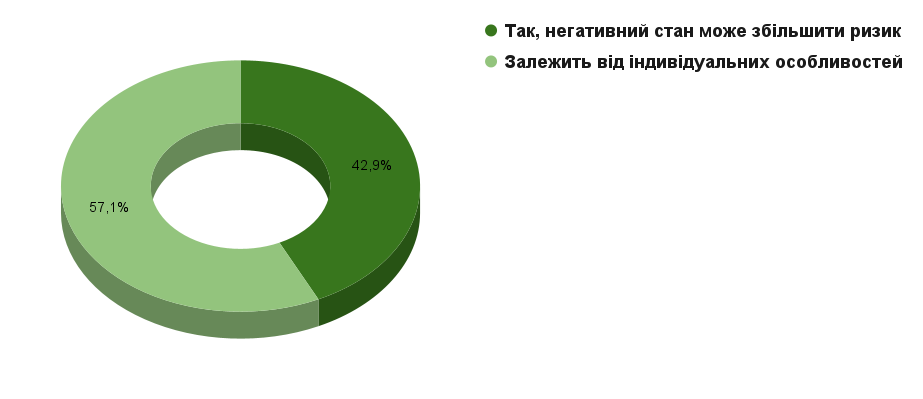 Так, негативний стан може збільшити ризик
Залежить від індивідуальних особливостей
42,9%
57,1%